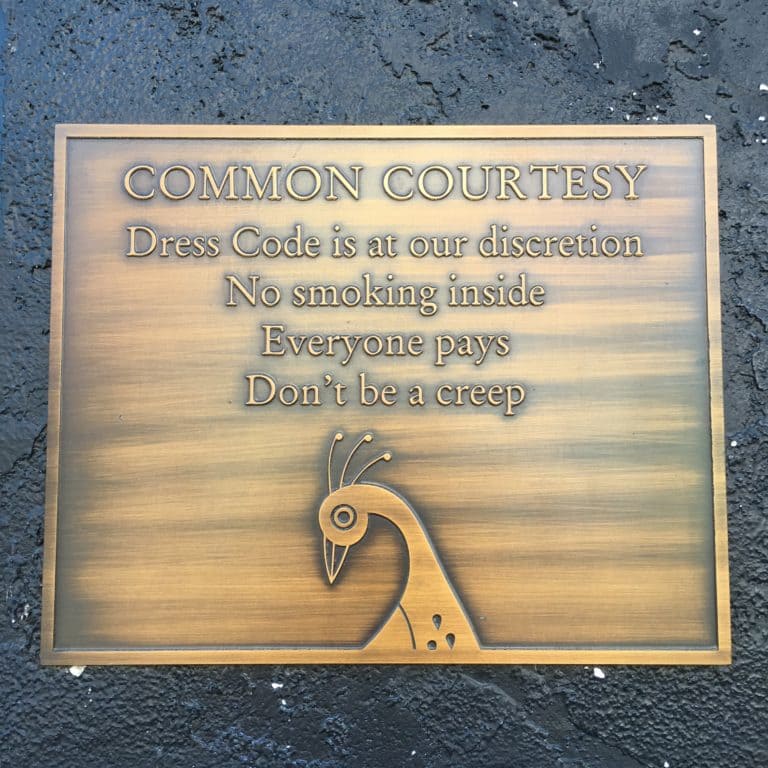 COMMON COURTESY
Dress Code is at our discretion
No smoking inside
Everyone pays
Don't be a creep